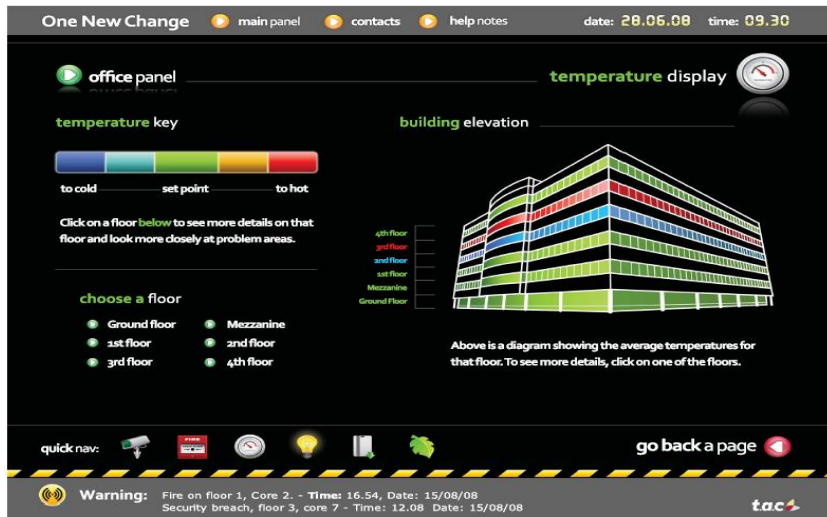 One New Change main panel contacts help notes date: 28.06.08 time: 09.30
office panel
temperature display
temperature key
building elevation
to cold set point to hot
Click on a floor below to see more details on that
floor and look more closely at problem areas.
4th floor
3rd floor
2nd floor
1st floor
Mezzanine
Ground Floor
choose a floor
Ground floor Mezzanine
1st floor 2nd floor
3rd floor 4th floor
Above is a diagram showing the average temperatures for
that floor. To see more details, click on one of the floors.
quick nav:
FIRE
go back a page
Warning: Fire on floor 1, Core 2. - Time: 16.54, Date: 15/08/08
Security breach, floor 3, core 7 - Time: 12.08 Date: 15/08/08
t.a.c